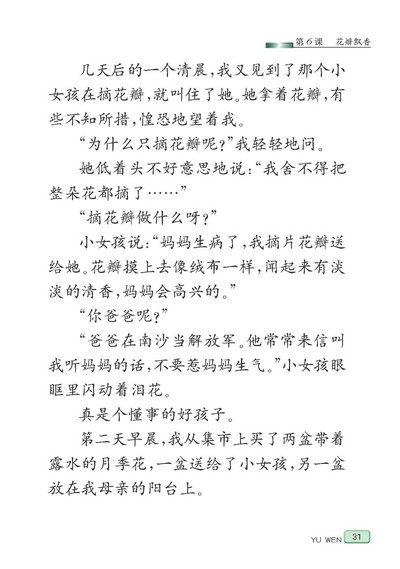 第6课 花瓣飘香
几天后的一个清晨，我又见到了那个小
女孩在摘花瓣，就叫住了她。她拿着花瓣，有
些不知所措，惶恐地望着我。
“为什么只摘花瓣呢？”我轻轻地问。
她低着头不好意思地说：“我舍不得把
整朵花都摘了……”
“摘花瓣做什么呀？”
小女孩说：“妈妈生病了，我摘片花瓣送
给她。花瓣摸上去像绒布一样，闻起来有淡
淡的清香，妈妈会高兴的。”
“你爸爸呢？”
“爸爸在南沙当解放军。他常常来信叫
我听妈妈的话，不要惹妈妈生气。”小女孩眼
眶里闪动着泪花。
真是个懂事的好孩子。
第二天早晨，我从集市上买了两盆带着
露水的月季花，一盆送给了小女孩，另一盆
放在我母亲的阳台上。
YU WEN 31